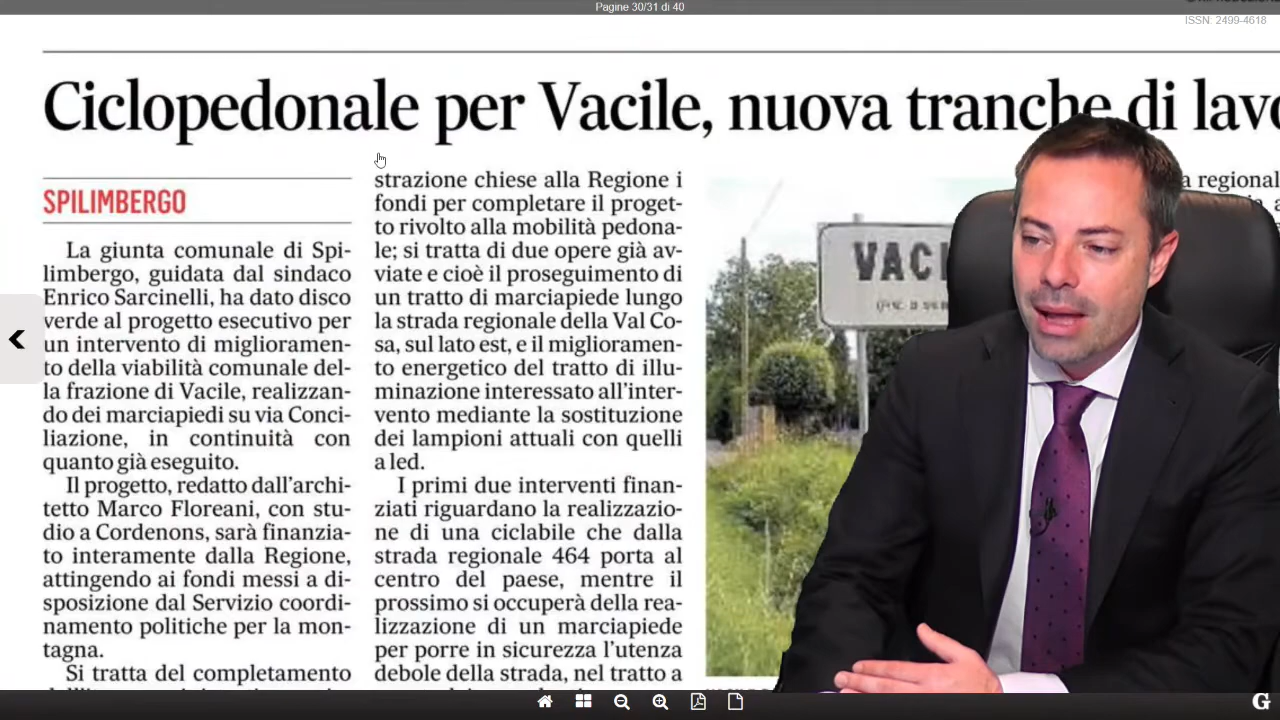 Pagine 30/31 di 40
ISSN: 2499-4618
Ciclopedonale per Vacile, nuova tranche di lavo
SPILIMBERGO
La giunta comunale di Spi-
limbergo, guidata dal sindaco
Enrico Sarcinelli, ha dato disco
verde al progetto esecutivo per
un intervento di miglioramen-
to della viabilità comunale del-
la frazione di Vacile, realizzan-
do dei marciapiedi su via Conci-
liazione, in continuità con
quanto già eseguito.
Il progetto, redatto dall'archi-
tetto Marco Floreani, con stu-
dio a Cordenons, sarà finanzia-
to interamente dalla Regione,
attingendo ai fondi messi a di-
sposizione dal Servizio coordi-
namento politiche per la mon-
tagna.
Si tratta del completamento
strazione chiese alla Regione i
fondi per completare il proget-
to rivolto alla mobilità pedona-
le; si tratta di due opere già av-
viate e cioè il proseguimento di
un tratto di marciapiede lungo
la strada regionale della Val Co-
sa, sul lato est, e il miglioramen-
to energetico del tratto di illu-
minazione interessato all'inter-
vento mediante la sostituzione
dei lampioni attuali con quelli
a led.
I primi due interventi finan-
ziati riguardano la realizzazio-
ne di una ciclabile che dalla
strada regionale 464 porta al
centro del paese, mentre il
prossimo si occuperà della rea-
lizzazione di un marciapiede
per porre in sicurezza l'utenza
debole della strada, nel tratto a
VACI
a regional
G